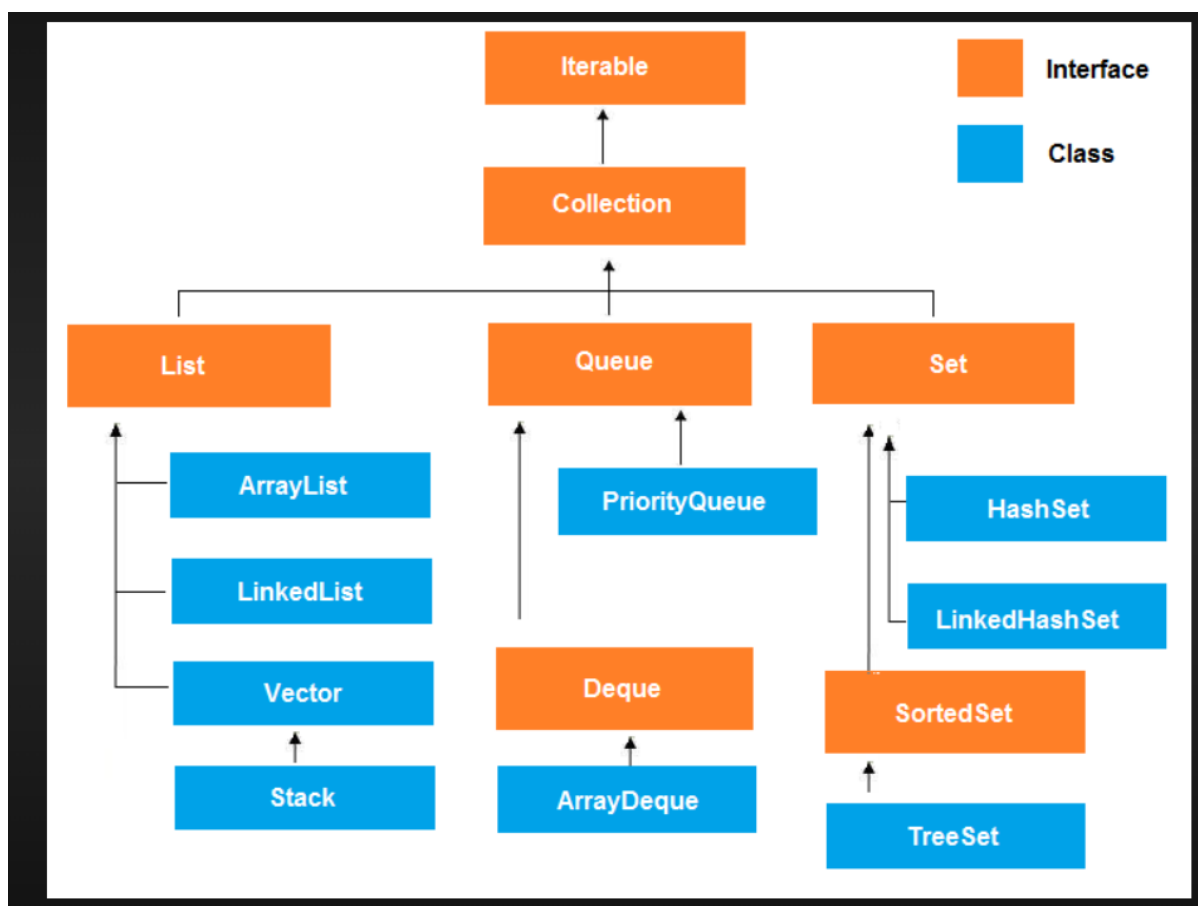 Iterable
Interface
Class
Collection
List
Queue
Set
ArrayList
PriorityQueue
HashSet
LinkedList
LinkedHashSet
Vector
Deque
SortedSet
Stack
ArrayDeque
TreeSet